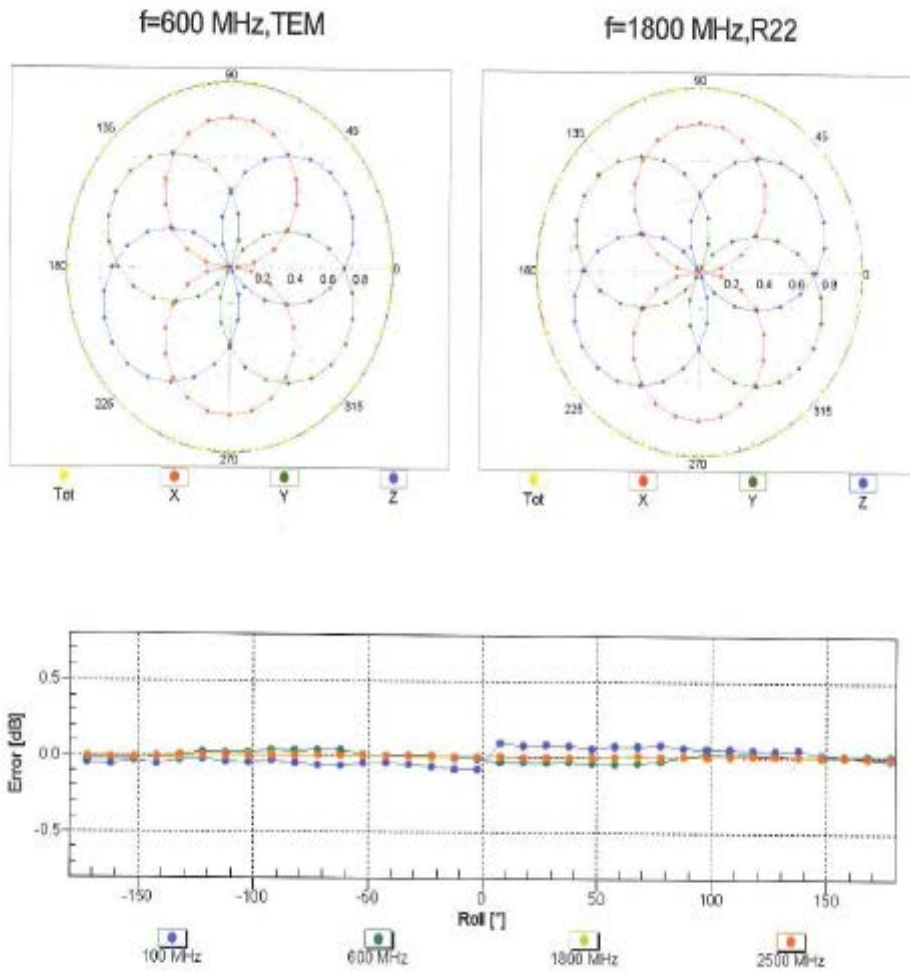 f=600 MHz,TEM
f=1800 MHz,R22
90
135
45
180
0.2 0.4 0.6 0.8
0
225
315
270
Tot X Y Z
90
135
45
180
0.2 0.4 0.6 0.8
0
225
315
270
Tot X Y Z
Error [dB]
0.5
0.0
-0.5
-150 -100 -50 0 50 100 150
Roll [°]
100 MHz 600 MHz 1800 MHz 2500 MHz